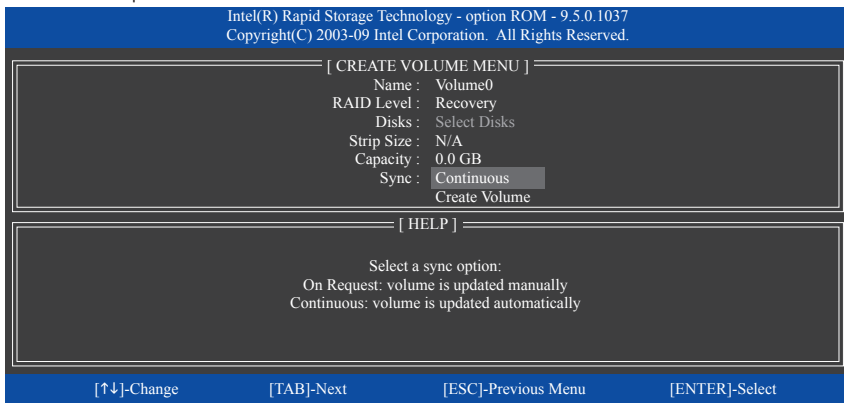 Intel(R) Rapid Storage Technology - option ROM - 9.5.0.1037
Copyright(C) 2003-09 Intel Corporation. All Rights Reserved.
[ CREATE VOLUME MENU ]
Name : Volume0
RAID Level : Recovery
Disks : Select Disks
Strip Size : N/A
Capacity : 0.0 GB
Sync : Continuous
Create Volume
[ HELP ]
Select a sync option:
On Request: volume is updated manually
Continuous: volume is updated automatically
[↑↓]-Change [TAB]-Next [ESC]-Previous Menu [ENTER]-Select